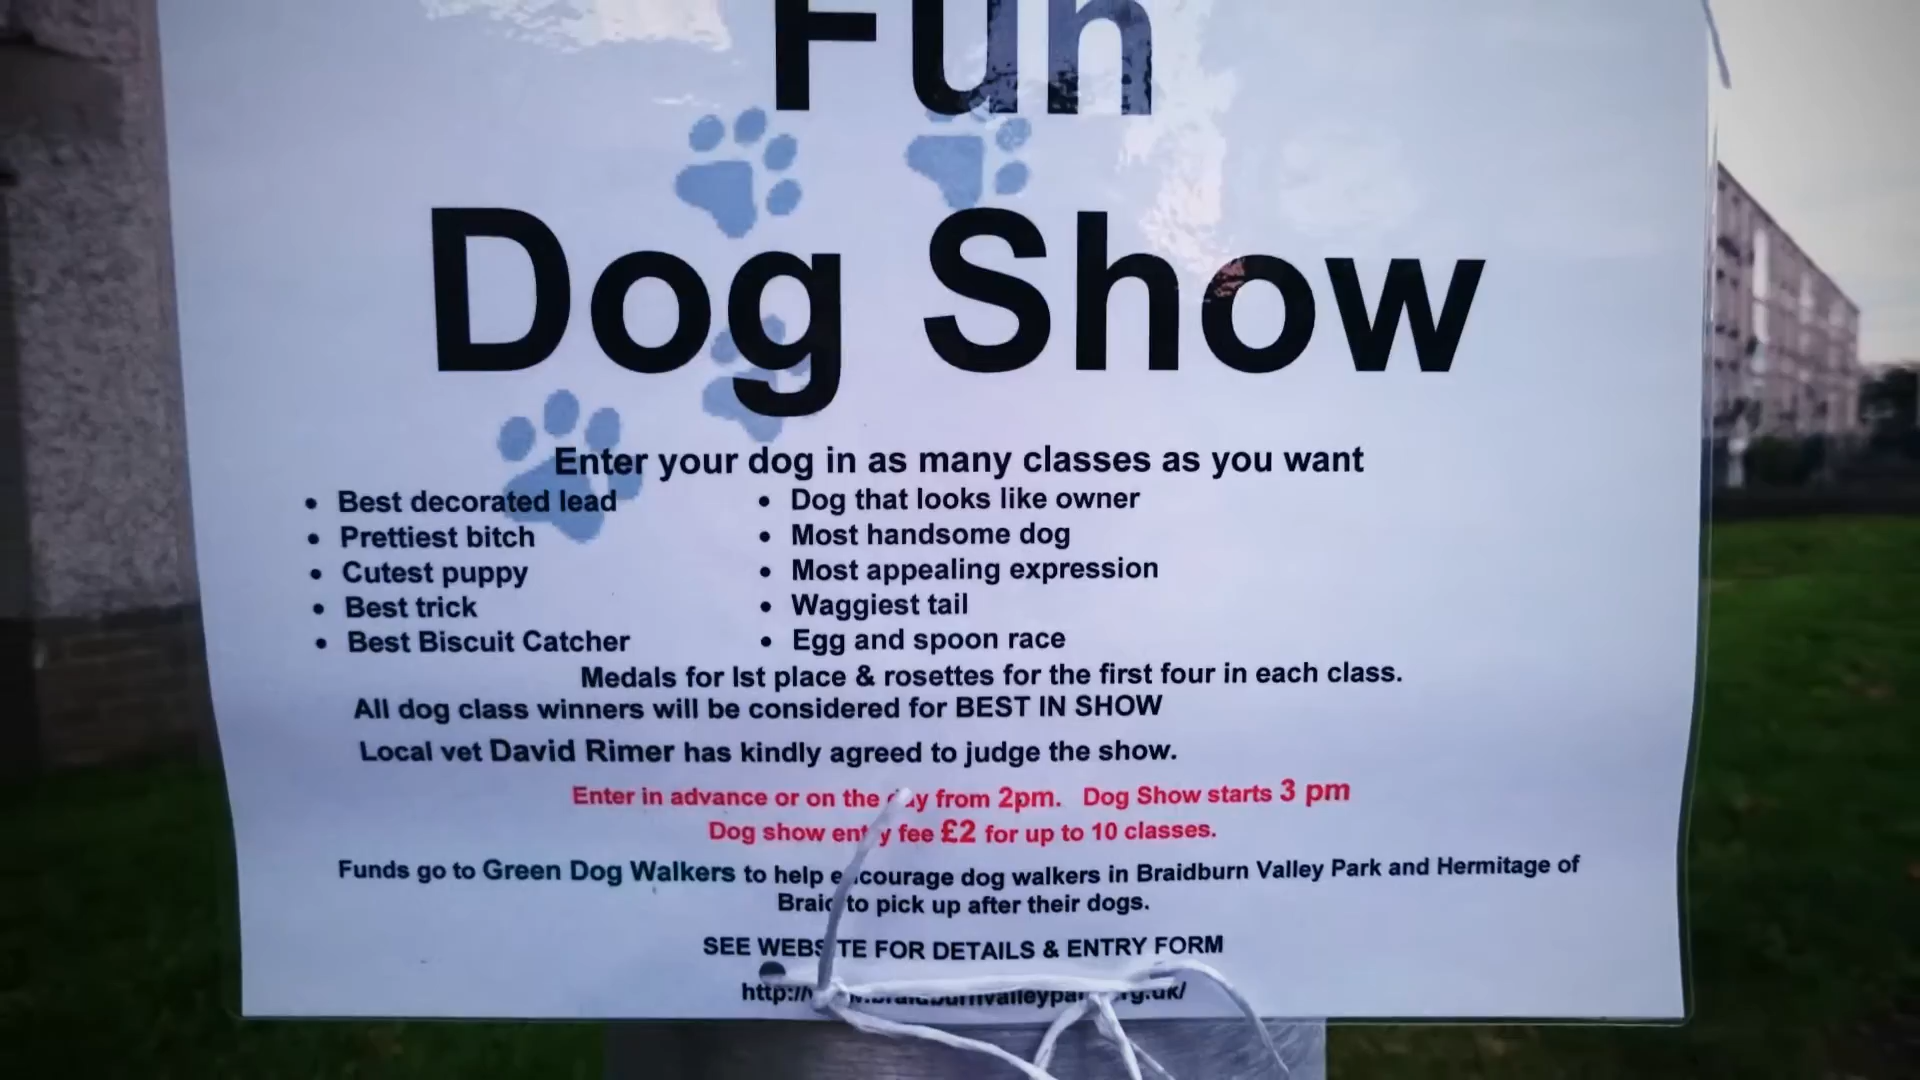 Fun
Dog Show
Enter your dog in as many classes as you want
• Best decorated lead
• Prettiest bitch
• Cutest puppy
• Best trick
• Best Biscuit Catcher
• Dog that looks like owner
• Most handsome dog
• Most appealing expression
• Waggiest tail
• Egg and spoon race
Medals for Ist place & rosettes for the first four in each class.
All dog class winners will be considered for BEST IN SHOW
Local vet David Rimer has kindly agreed to judge the show.
Enter in advance or on the day from 2pm. Dog Show starts 3 pm
Dog show entry fee £2 for up to 10 classes.
Funds go to Green Dog Walkers to help encourage dog walkers in Braidburn Valley Park and Hermitage of
Braid to pick up after their dogs.
SEE WEBSITE FOR DETAILS & ENTRY FORM
http://www.braidburnvalleypark.org.uk/